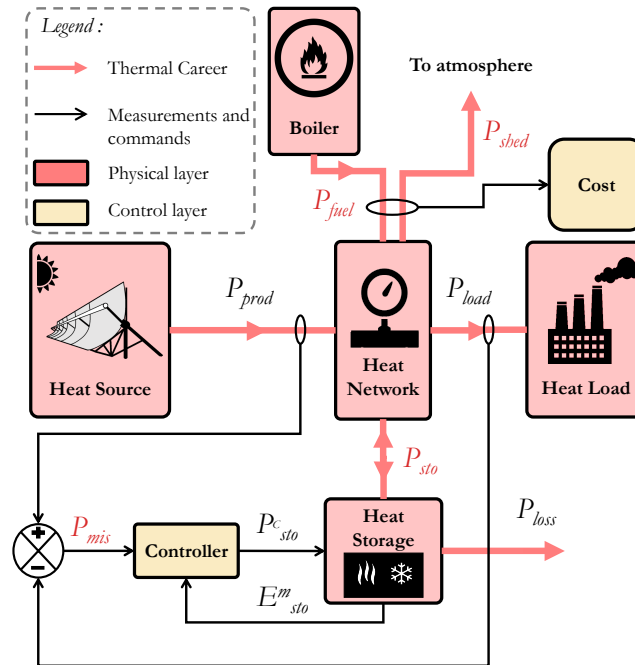 Legend :
Thermal Career
Measurements and
commands
Physical layer
Control layer
Boiler
To atmosphere
P_shed
P_fuel
Cost
Heat Source
P_prod
Heat
Network
P_load
Heat Load
P_sto
P_mis
+
−
Controller
P^c_sto
E^m_sto
Heat
Storage
P_loss